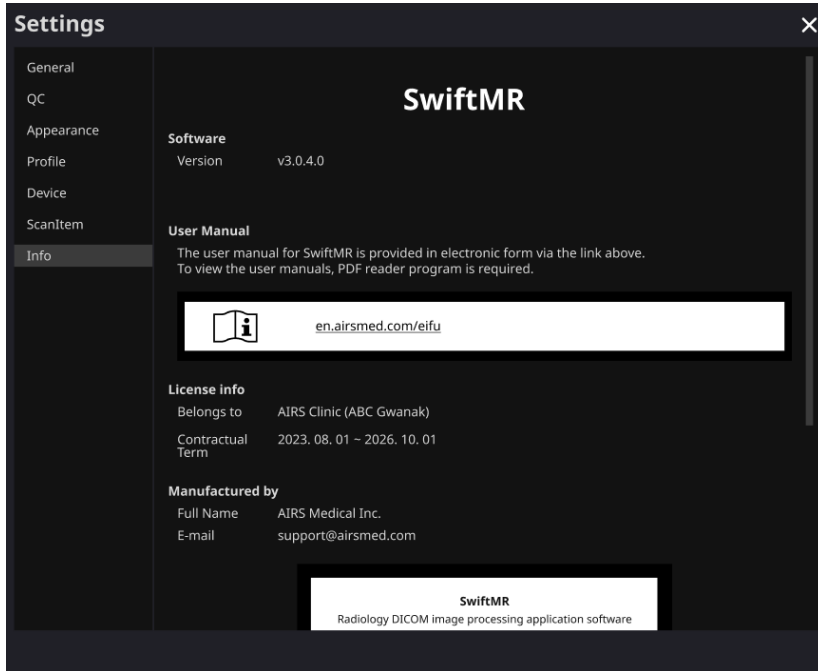 Settings
General
QC
Appearance
Profile
Device
ScanItem
Info
SwiftMR
Software
Version v3.0.4.0
User Manual
The user manual for SwiftMR is provided in electronic form via the link above.
To view the user manuals, PDF reader program is required.
en.airsmed.com/eifu
License info
Belongs to AIRS Clinic (ABC Gwanak)
Contractual Term 2023. 08. 01 ~ 2026. 10. 01
Manufactured by
Full Name AIRS Medical Inc.
E-mail support@airsmed.com
SwiftMR
Radiology DICOM image processing application software